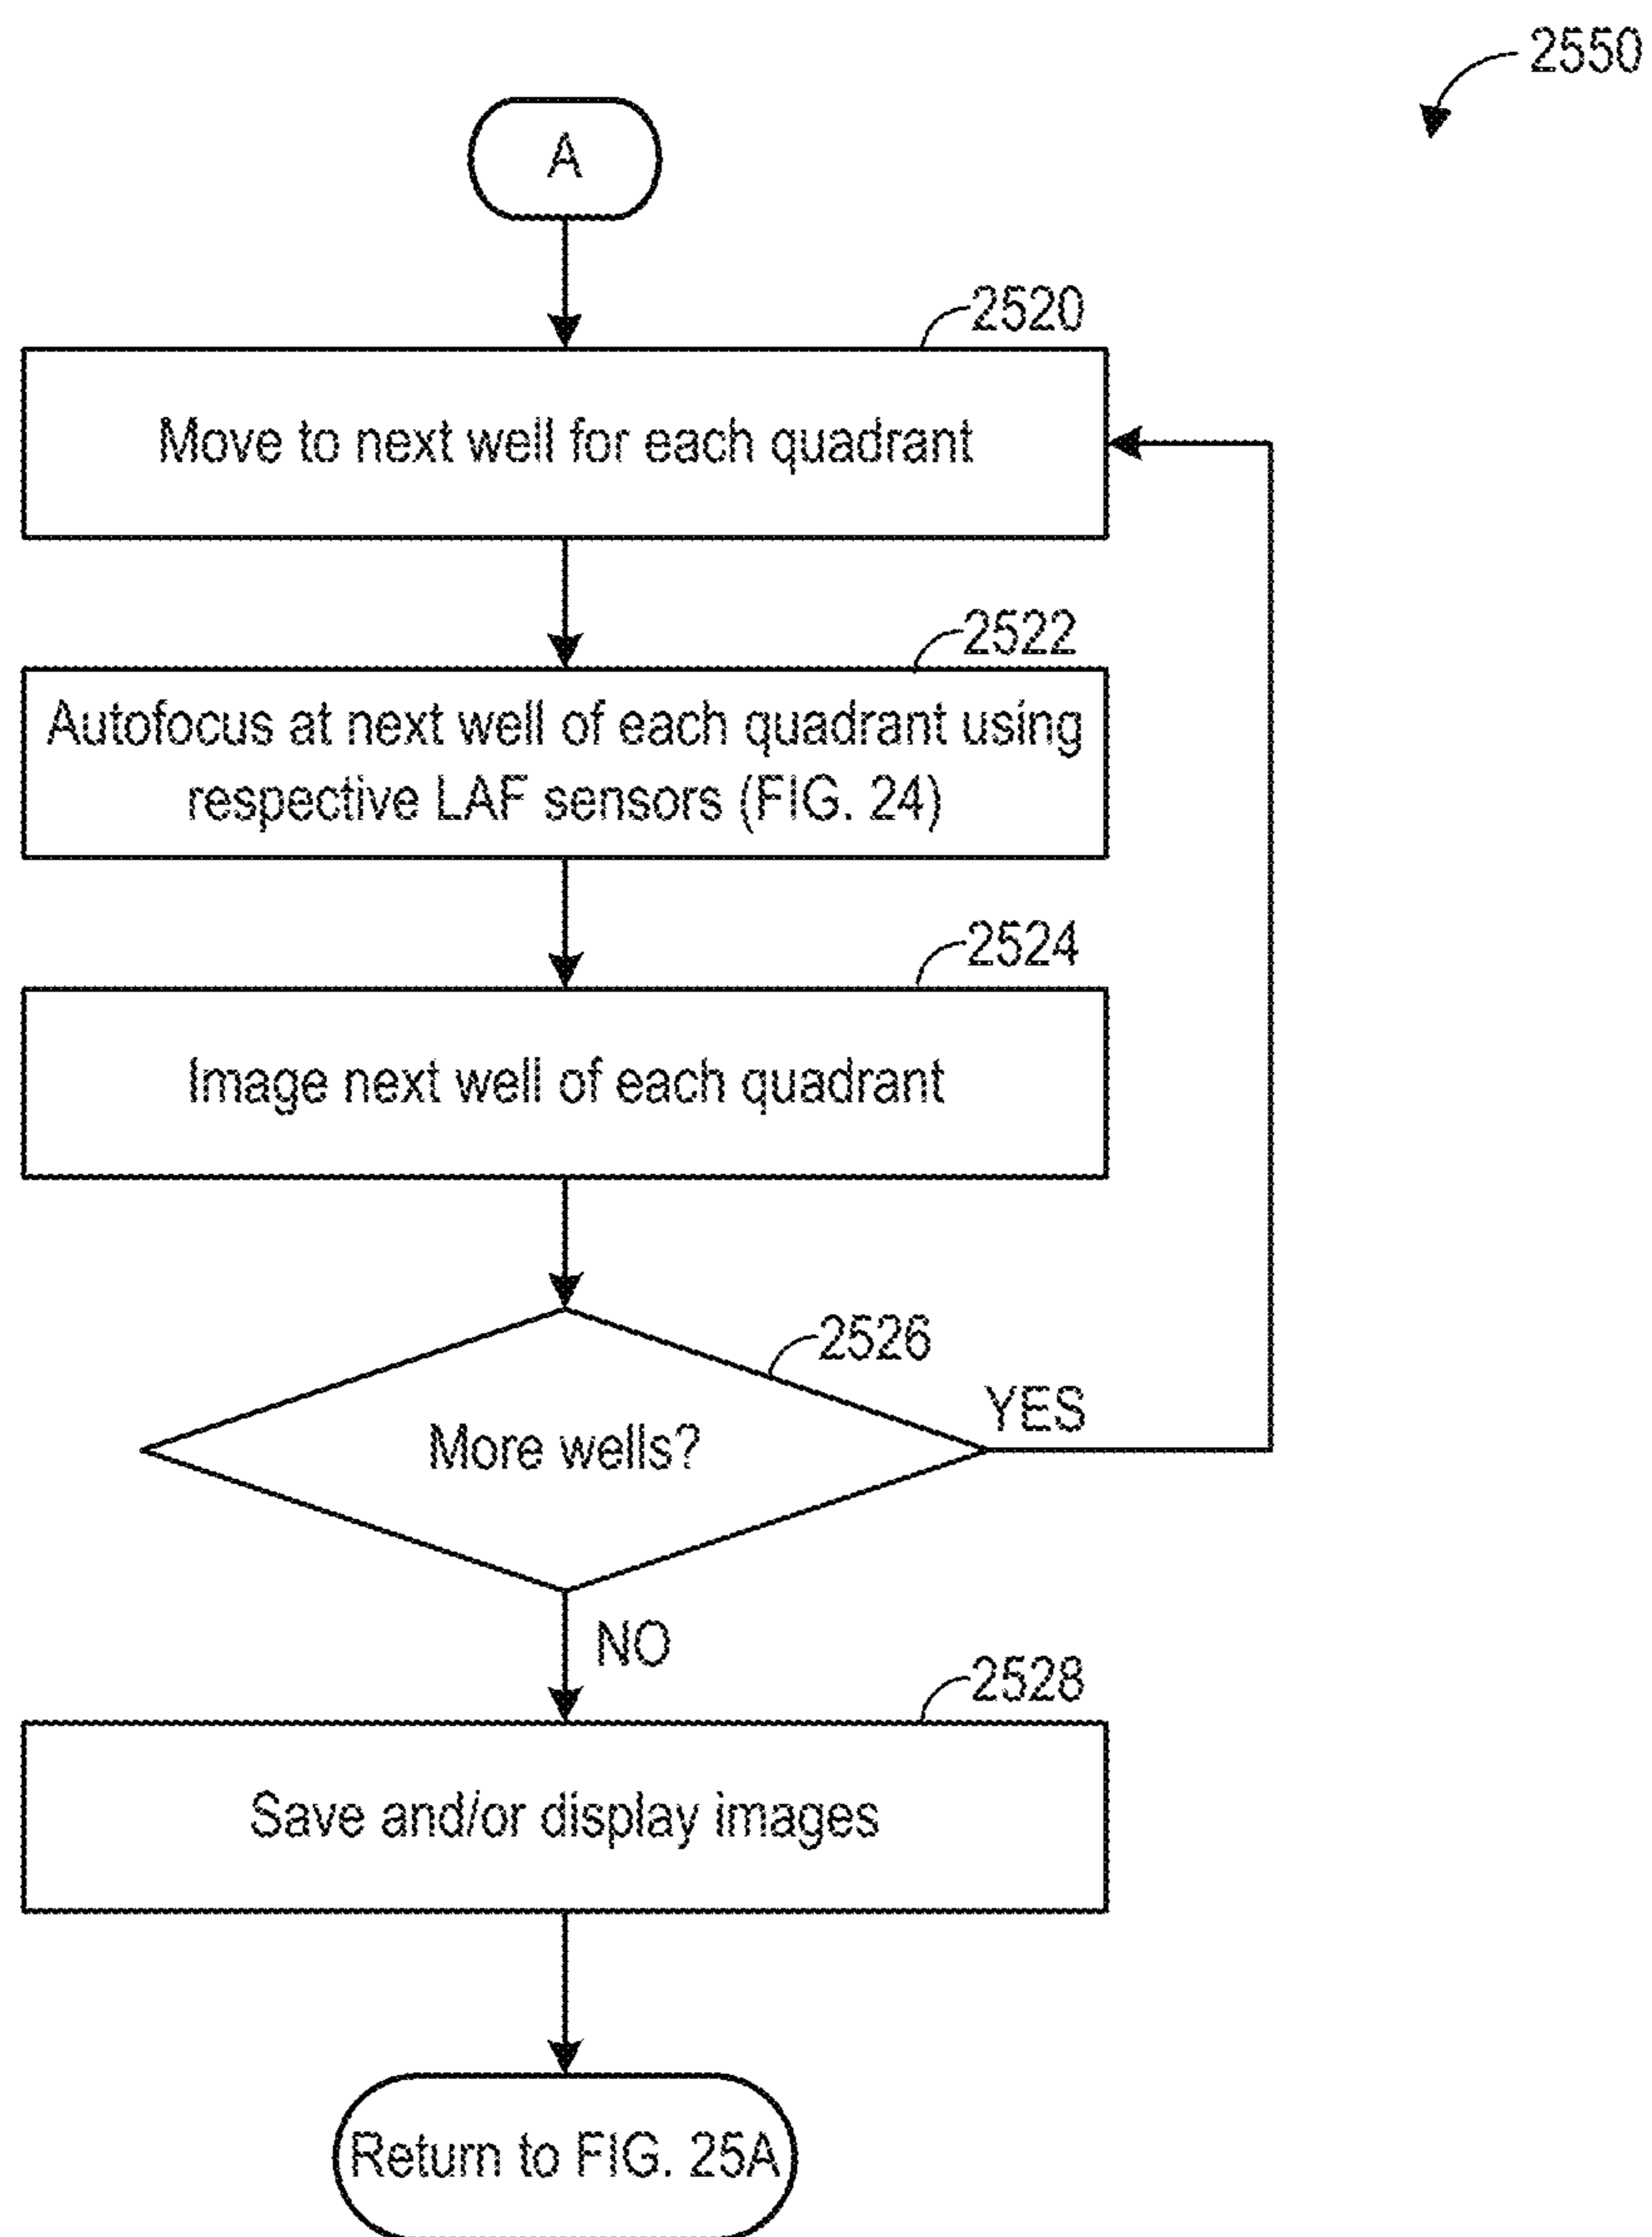 2550
A
2520
Move to next well for each quadrant
2522
Autofocus at next well of each quadrant using
respective LAF sensors (FIG. 24)
2524
Image next well of each quadrant
2526
More wells?
YES
NO
2528
Save and/or display images
Return to FIG. 25A